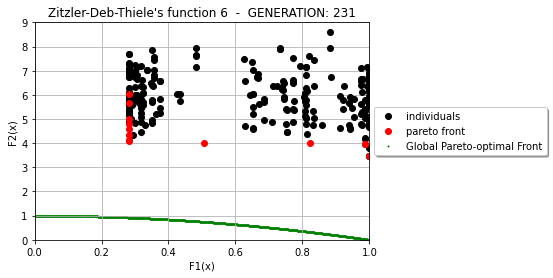 Zitzler-Deb-Thiele's function 6 - GENERATION: 231
9
8
7
6
5
4
3
2
1
0
F2(x)
0.0 0.2 0.4 0.6 0.8 1.0
F1(x)
individuals
pareto front
Global Pareto-optimal Front